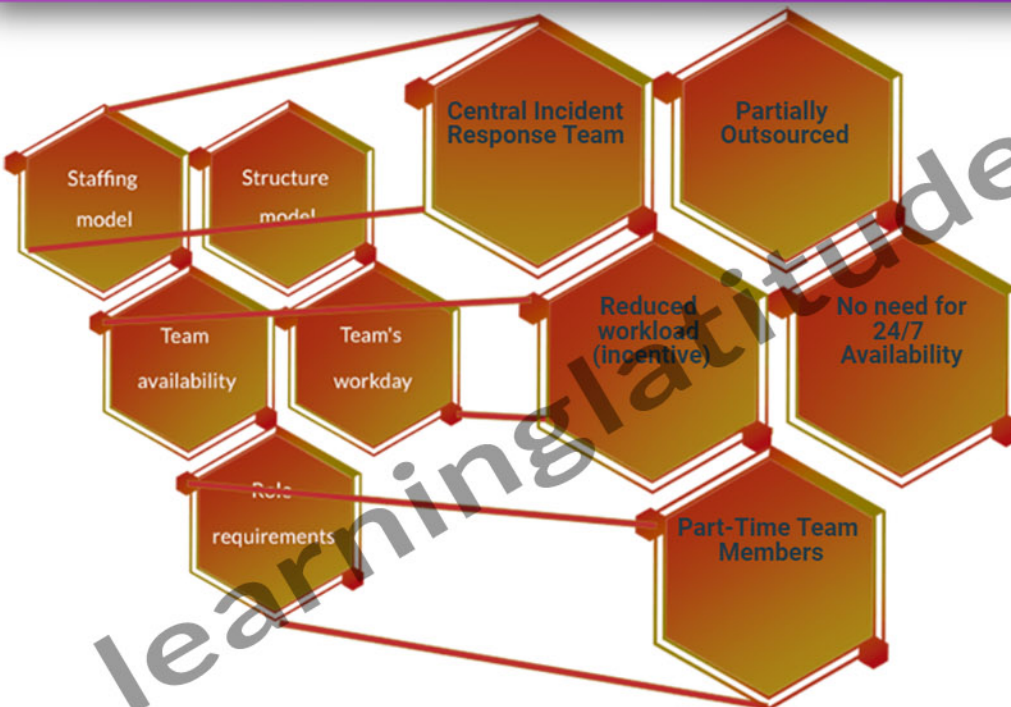 Central Incident
Response Team
Partially
Outsourced
Staffing
model
Structure
model
Reduced
workload
(incentive)
No need for
24/7
Availability
Team
availability
Team's
workday
Role
requirements
Part-Time Team
Members
learninglatitude